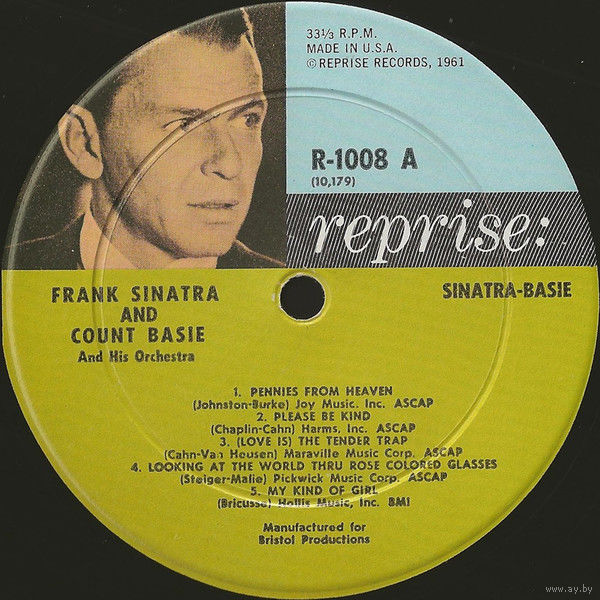 33⅓ R.P.M.
MADE IN U.S.A.
©REPRISE RECORDS, 1961
R-1008 A
(10,179)
reprise:
FRANK SINATRA
AND
COUNT BASIE
And His Orchestra
SINATRA-BASIE
1. PENNIES FROM HEAVEN
(Johnston-Burke) Joy Music. Inc. ASCAP
2. PLEASE BE KIND
(Chaplin-Cahn) Harms, Inc. ASCAP
3. (LOVE IS) THE TENDER TRAP
(Cahn-Van Heusen) Maraville Music Corp. ASCAP
4. LOOKING AT THE WORLD THRU ROSE COLORED GLASSES
(Steiger-Malie) Pickwick Music Corp. ASCAP
5. MY KIND OF GIRL
(Bricusse) Hollis Music, Inc. BMI
Manufactured for
Bristol Productions
www.ay.by